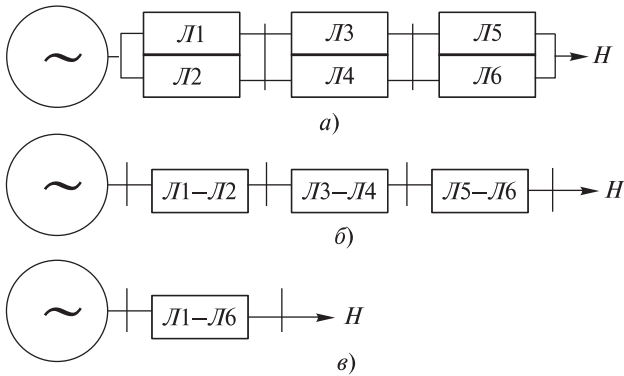 ~
Л1
Л3
Л5
Н
Л2
Л4
Л6
а)
~
Л1–Л2
Л3–Л4
Л5–Л6
Н
б)
~
Л1–Л6
Н
в)